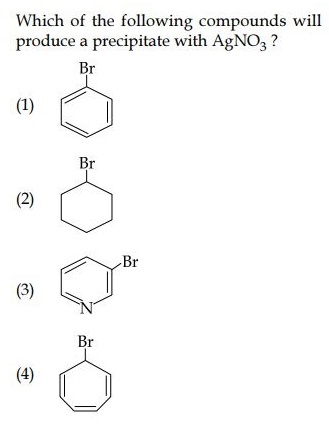 Which of the following compounds will
produce a precipitate with AgNO₃ ?
Br
(1)
Br
(2)
Br
(3)
N
Br
(4)